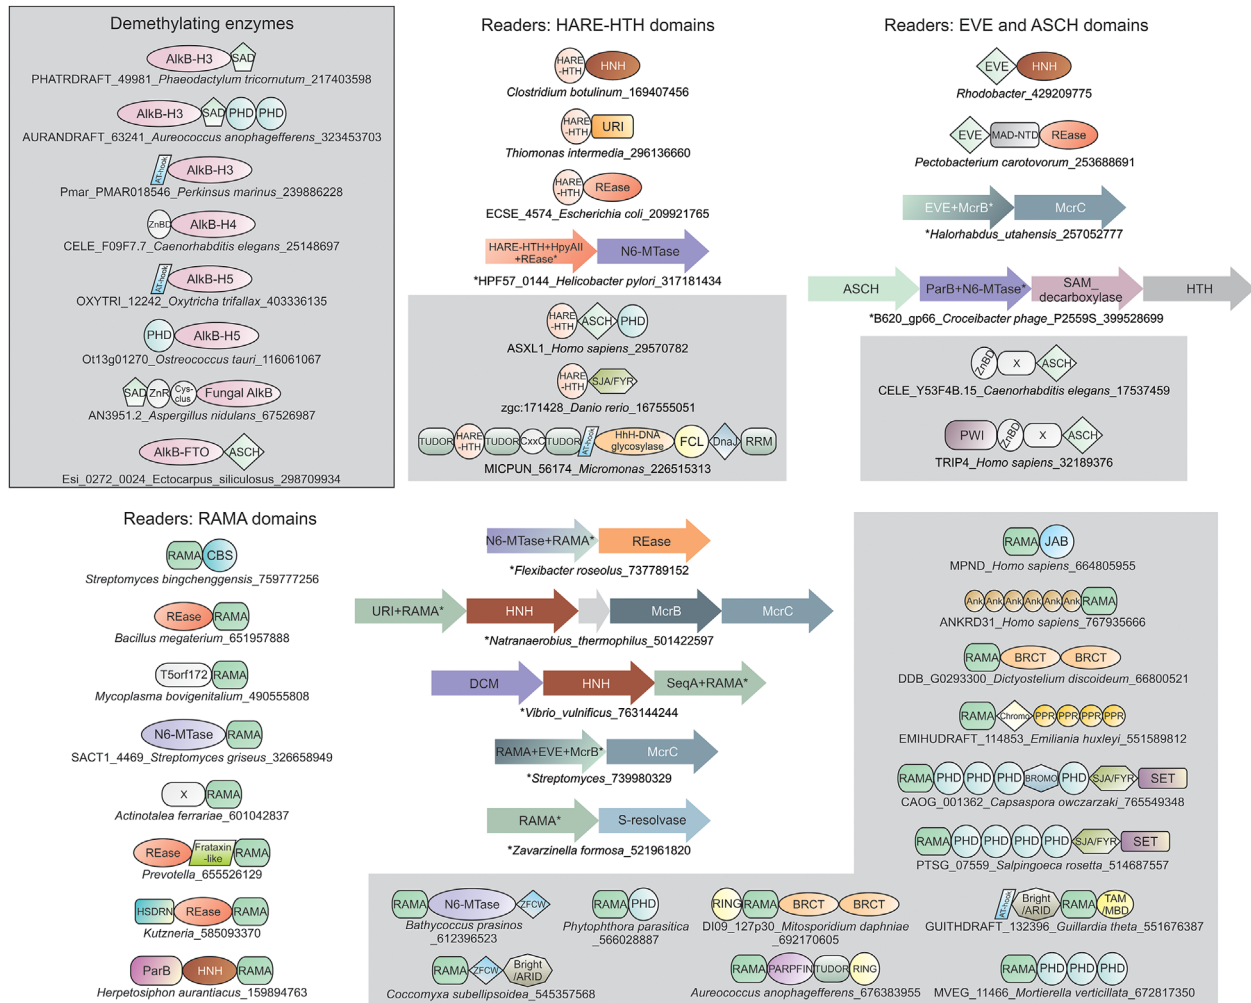 Demethylating enzymes
AlkB-H3 SAD
PHATRDRAFT_49981_Phaeodactylum tricornutum_217403598
AlkB-H3 SAD PHD PHD
AURANDRAFT_63241_Aureococcus anophagefferens_323453703
AT-hook AlkB-H3
Pmar_PMAR018546_Perkinsus marinus_239886228
ZnBD AlkB-H4
CELE_F09F7.7_Caenorhabditis elegans_25148697
AT-hook AlkB-H5
OXYTRI_12242_Oxytricha trifallax_403336135
PHD AlkB-H5
Ot13g01270_Ostreococcus tauri_116061067
SAD ZnR Cys-clus Fungal AlkB
AN3951.2_Aspergillus nidulans_67526987
AlkB-FTO ASCH
Esi_0272_0024_Ectocarpus_siliculosus_298709934
Readers: HARE-HTH domains
HARE-HTH HNH
Clostridium botulinum_169407456
HARE-HTH URI
Thiomonas intermedia_296136660
HARE-HTH REase
ECSE_4574_Escherichia coli_209921765
HARE-HTH+HpyAII
+REase* N6-MTase
*HPF57_0144_Helicobacter pylori_317181434
HARE-HTH ASCH PHD
ASXL1_Homo sapiens_29570782
HARE-HTH SJA/FYR
zgc:171428_Danio rerio_167555051
TUDOR HARE-HTH TUDOR CxxC TUDOR AT-hook HhH-DNA glycosylase FCL DnaJ RRM
MICPUN_56174_Micromonas_226515313
Readers: EVE and ASCH domains
EVE HNH
Rhodobacter_429209775
EVE MAD-NTD REase
Pectobacterium carotovorum_253688691
EVE+McrB* McrC
*Halorhabdus_utahensis_257052777
ASCH ParB+N6-MTase* SAM_decarboxylase HTH
*B620_gp66_Croceibacter phage_P2559S_399528699
ZnBD X ASCH
CELE_Y53F4B.15_Caenorhabditis elegans_17537459
PWI ZnBD X ASCH
TRIP4_Homo sapiens_32189376
Readers: RAMA domains
RAMA CBS
Streptomyces bingchenggensis_759777256
REase RAMA
Bacillus megaterium_651957888
T5orf172 RAMA
Mycoplasma bovigenitalium_490555808
N6-MTase RAMA
SACT1_4469_Streptomyces griseus_326658949
X RAMA
Actinotalea ferrariae_601042837
REase Frataxin-like RAMA
Prevotella_655526129
HSDRN REase RAMA
Kutzneria_585093370
ParB HNH RAMA
Herpetosiphon aurantiacus_159894763
N6-MTase+RAMA* REase
*Flexibacter roseolus_737789152
URI+RAMA* HNH McrB McrC
*Natranaerobius_thermophilus_501422597
DCM HNH SeqA+RAMA*
*Vibrio_vulnificus_763144244
RAMA+EVE+McrB* McrC
*Streptomyces_739980329
RAMA* S-resolvase
*Zavarzinella formosa_521961820
RAMA N6-MTase ZFCW
Bathycoccus prasinos
_612396523
RAMA PHD
Phytophthora parasitica
_566028887
RING RAMA BRCT BRCT
DI09_127p30_Mitosporidium daphniae
_692170605
RAMA ZFCW Bright/ARID
Coccomyxa subellipsoidea_545357568
RAMA PARPFIN TUDOR RING
Aureococcus anophagefferens_676383955
RAMA JAB
MPND_Homo sapiens_664805955
Ank Ank Ank Ank Ank Ank RAMA
ANKRD31_Homo sapiens_767935666
RAMA BRCT BRCT
DDB_G0293300_Dictyostelium discoideum_66800521
RAMA Chromo PPR PPR PPR PPR
EMIHUDRAFT_114853_Emiliania huxleyi_551589812
RAMA PHD PHD PHD PHD BROMO PHD SJA/FYR SET
CAOG_001362_Capsaspora owczarzaki_765549348
RAMA PHD PHD PHD PHD SJA/FYR SET
PTSG_07559_Salpingoeca rosetta_514687557
AT-hook Bright/ARID RAMA TAM/MBD
GUITHDRAFT_132396_Guillardia theta_551676387
RAMA PHD PHD PHD
MVEG_11466_Mortierella verticillata_672817350